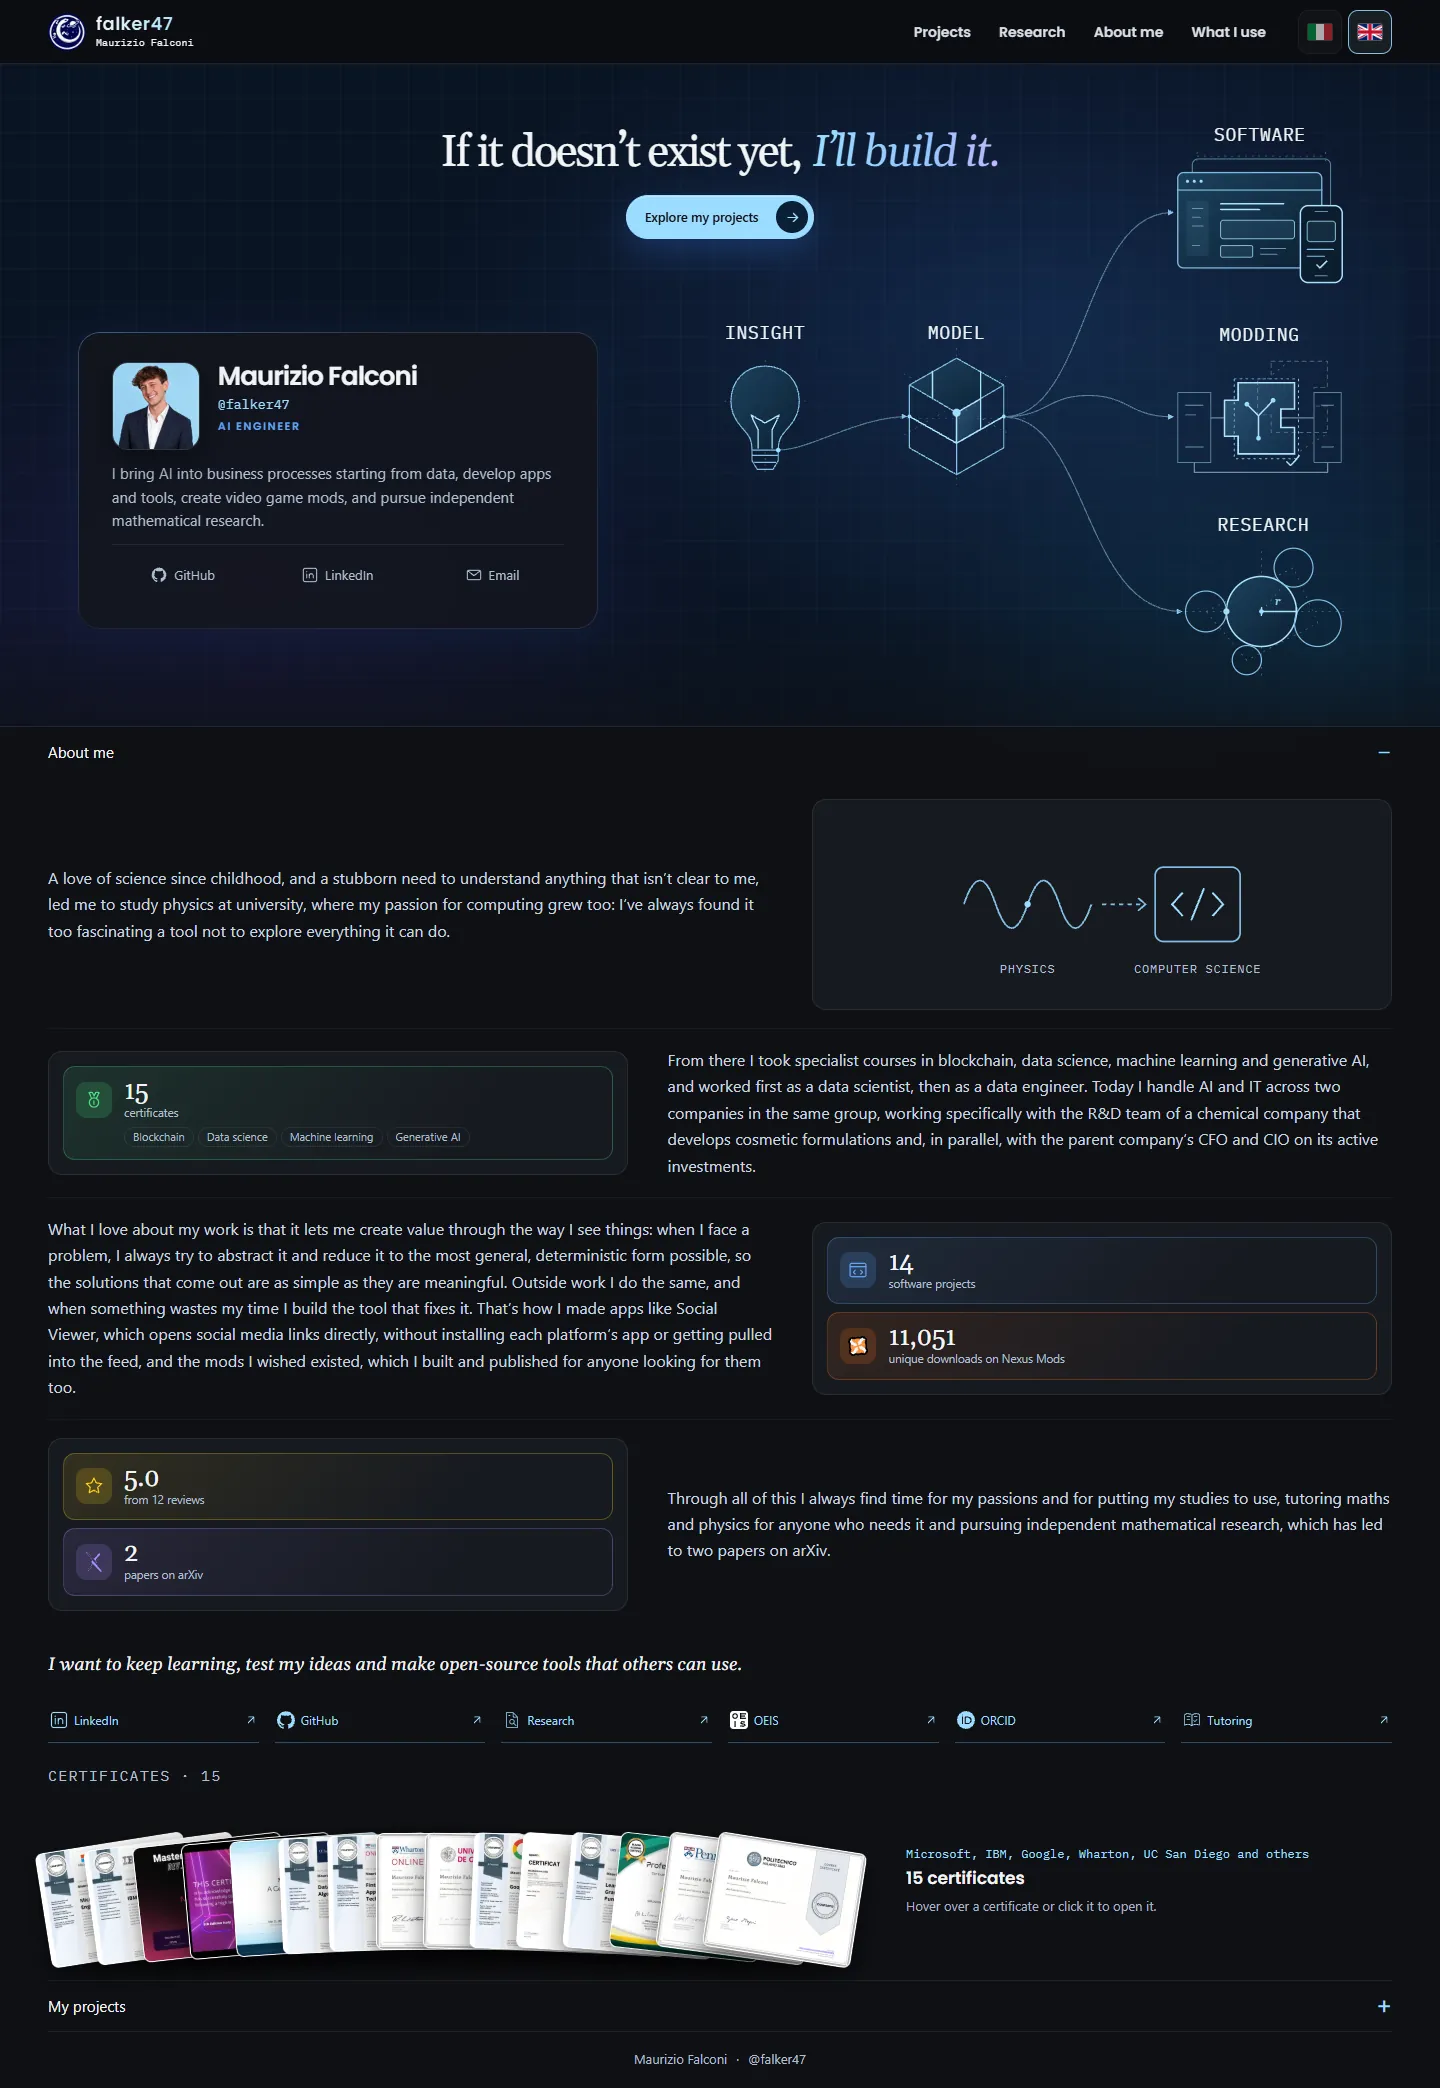 falker47
Maurizio Falconi
Projects
Research
About me
What I use
If it doesn’t exist yet, I’ll build it.
Explore my projects
SOFTWARE
INSIGHT
MODEL
MODDING
RESEARCH
r
Maurizio Falconi
@falker47
AI ENGINEER
I bring AI into business processes starting from data, develop apps
and tools, create video game mods, and pursue independent
mathematical research.
GitHub
LinkedIn
Email
About me
A love of science since childhood, and a stubborn need to understand anything that isn’t clear to me,
led me to study physics at university, where my passion for computing grew too: I’ve always found it
too fascinating a tool not to explore everything it can do.
PHYSICS
COMPUTER SCIENCE
15
certificates
Blockchain
Data science
Machine learning
Generative AI
From there I took specialist courses in blockchain, data science, machine learning and generative AI,
and worked first as a data scientist, then as a data engineer. Today I handle AI and IT across two
companies in the same group, working specifically with the R&D team of a chemical company that
develops cosmetic formulations and, in parallel, with the parent company’s CFO and CIO on its active
investments.
What I love about my work is that it lets me create value through the way I see things: when I face a
problem, I always try to abstract it and reduce it to the most general, deterministic form possible, so
the solutions that come out are as simple as they are meaningful. Outside work I do the same, and
when something wastes my time I build the tool that fixes it. That’s how I made apps like Social
Viewer, which opens social media links directly, without installing each platform’s app or getting pulled
into the feed, and the mods I wished existed, which I built and published for anyone looking for them
too.
14
software projects
11,051
unique downloads on Nexus Mods
5.0
from 12 reviews
2
papers on arXiv
Through all of this I always find time for my passions and for putting my studies to use, tutoring maths
and physics for anyone who needs it and pursuing independent mathematical research, which has led
to two papers on arXiv.
I want to keep learning, test my ideas and make open-source tools that others can use.
LinkedIn
GitHub
Research
OEIS
ORCID
Tutoring
CERTIFICATES · 15
Wharton
ONLINE
CERTIFICAT
Penn
POLITECNICO
Maurizio Falconi
Microsoft, IBM, Google, Wharton, UC San Diego and others
15 certificates
Hover over a certificate or click it to open it.
My projects
Maurizio Falconi · @falker47